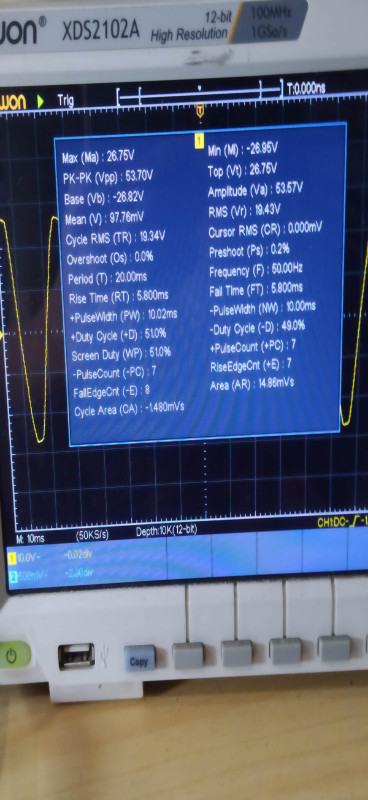 won® XDS2102A
12-bit
High Resolution
100MHz
1GSa/s
won Trig T:0.000ns
T
1
Max (Ma) : 26.75V
PK-PK (Vpp) : 53.70V
Base (Vb) : -26.82V
Mean (V) : 97.76mV
Cycle RMS (TR) : 19.34V
Overshoot (Os) : 0.0%
Period (T) : 20.00ms
Rise Time (RT) : 5.800ms
+PulseWidth (PW) : 10.02ms
+Duty Cycle (+D) : 51.0%
Screen Duty (WP) : 51.0%
-PulseCount (-PC) : 7
FallEdgeCnt (-E) : 8
Cycle Area (CA) : -1.480mVs
Min (Mi) : -26.95V
Top (Vt) : 26.75V
Amplitude (Va) : 53.57V
RMS (Vr) : 19.43V
Cursor RMS (CR) : 0.000mV
Preshoot (Ps) : 0.2%
Frequency (F) : 50.00Hz
Fall Time (FT) : 5.800ms
-PulseWidth (NW) : 10.00ms
-Duty Cycle (-D) : 49.0%
+PulseCount (+PC) : 7
RiseEdgeCnt (+E) : 7
Area (AR) : 14.86mVs
M: 10ms (50KS/s) Depth:10K(12-bit) CH1:DC-
1 10.0V~ -0.02div
2 500mV~
Copy